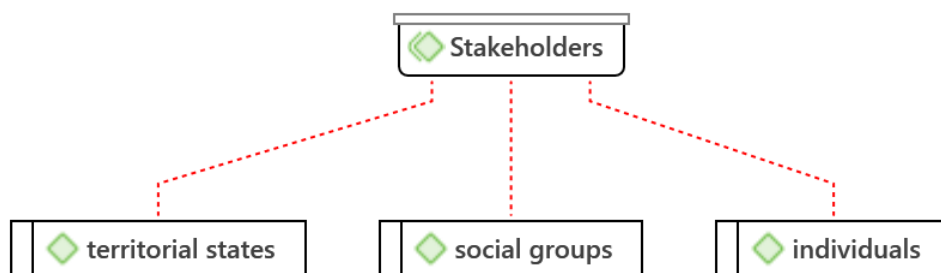 Stakeholders
territorial states
social groups
individuals